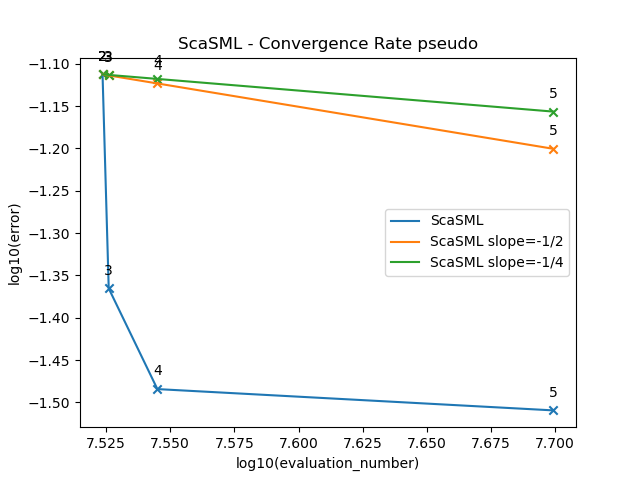 ScaSML - Convergence Rate pseudo
log10(error)
−1.10
−1.15
−1.20
−1.25
−1.30
−1.35
−1.40
−1.45
−1.50
2
3
3
4
4
5
5
3
4
5
ScaSML
ScaSML slope=-1/2
ScaSML slope=-1/4
7.525 7.550 7.575 7.600 7.625 7.650 7.675 7.700
log10(evaluation_number)